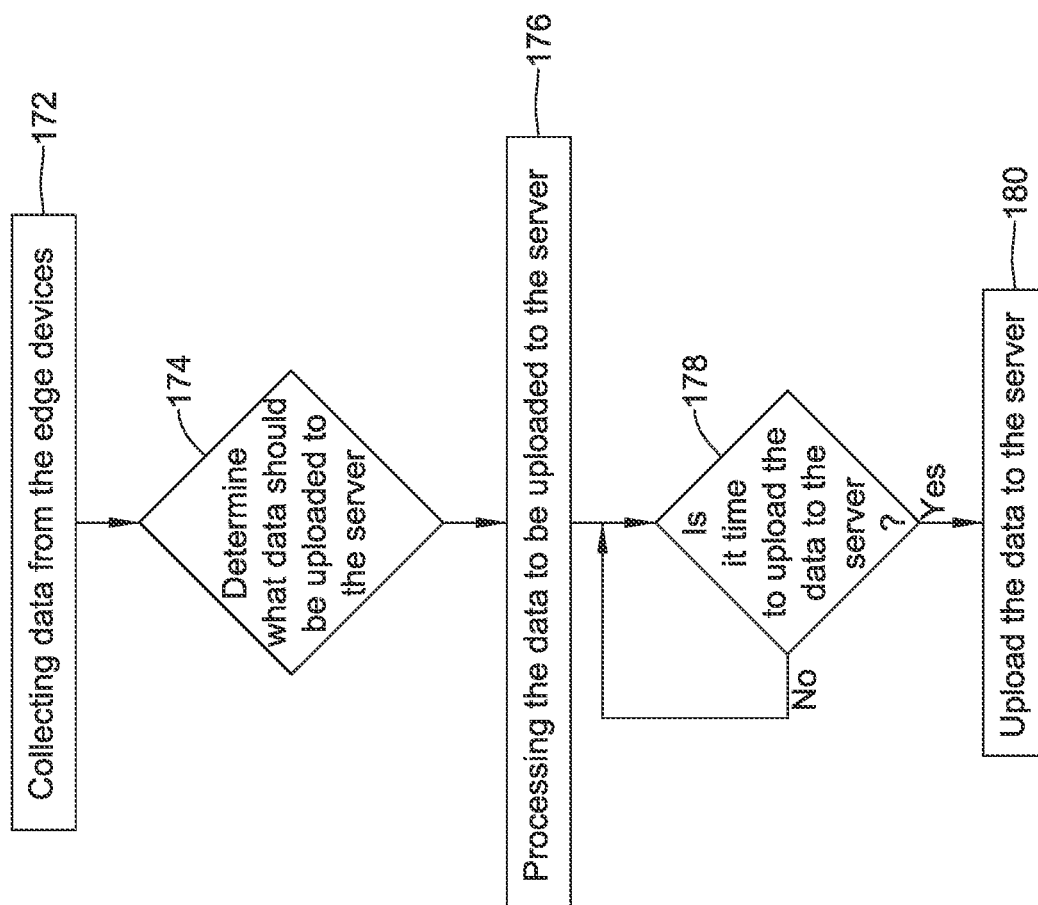 Collecting data from the edge devices
172
174
Determine
what data should
be uploaded to
the server
Processing the data to be uploaded to the server
176
178
Is
it time
to upload the
data to the
server
?
No
Yes
Upload the data to the server
180